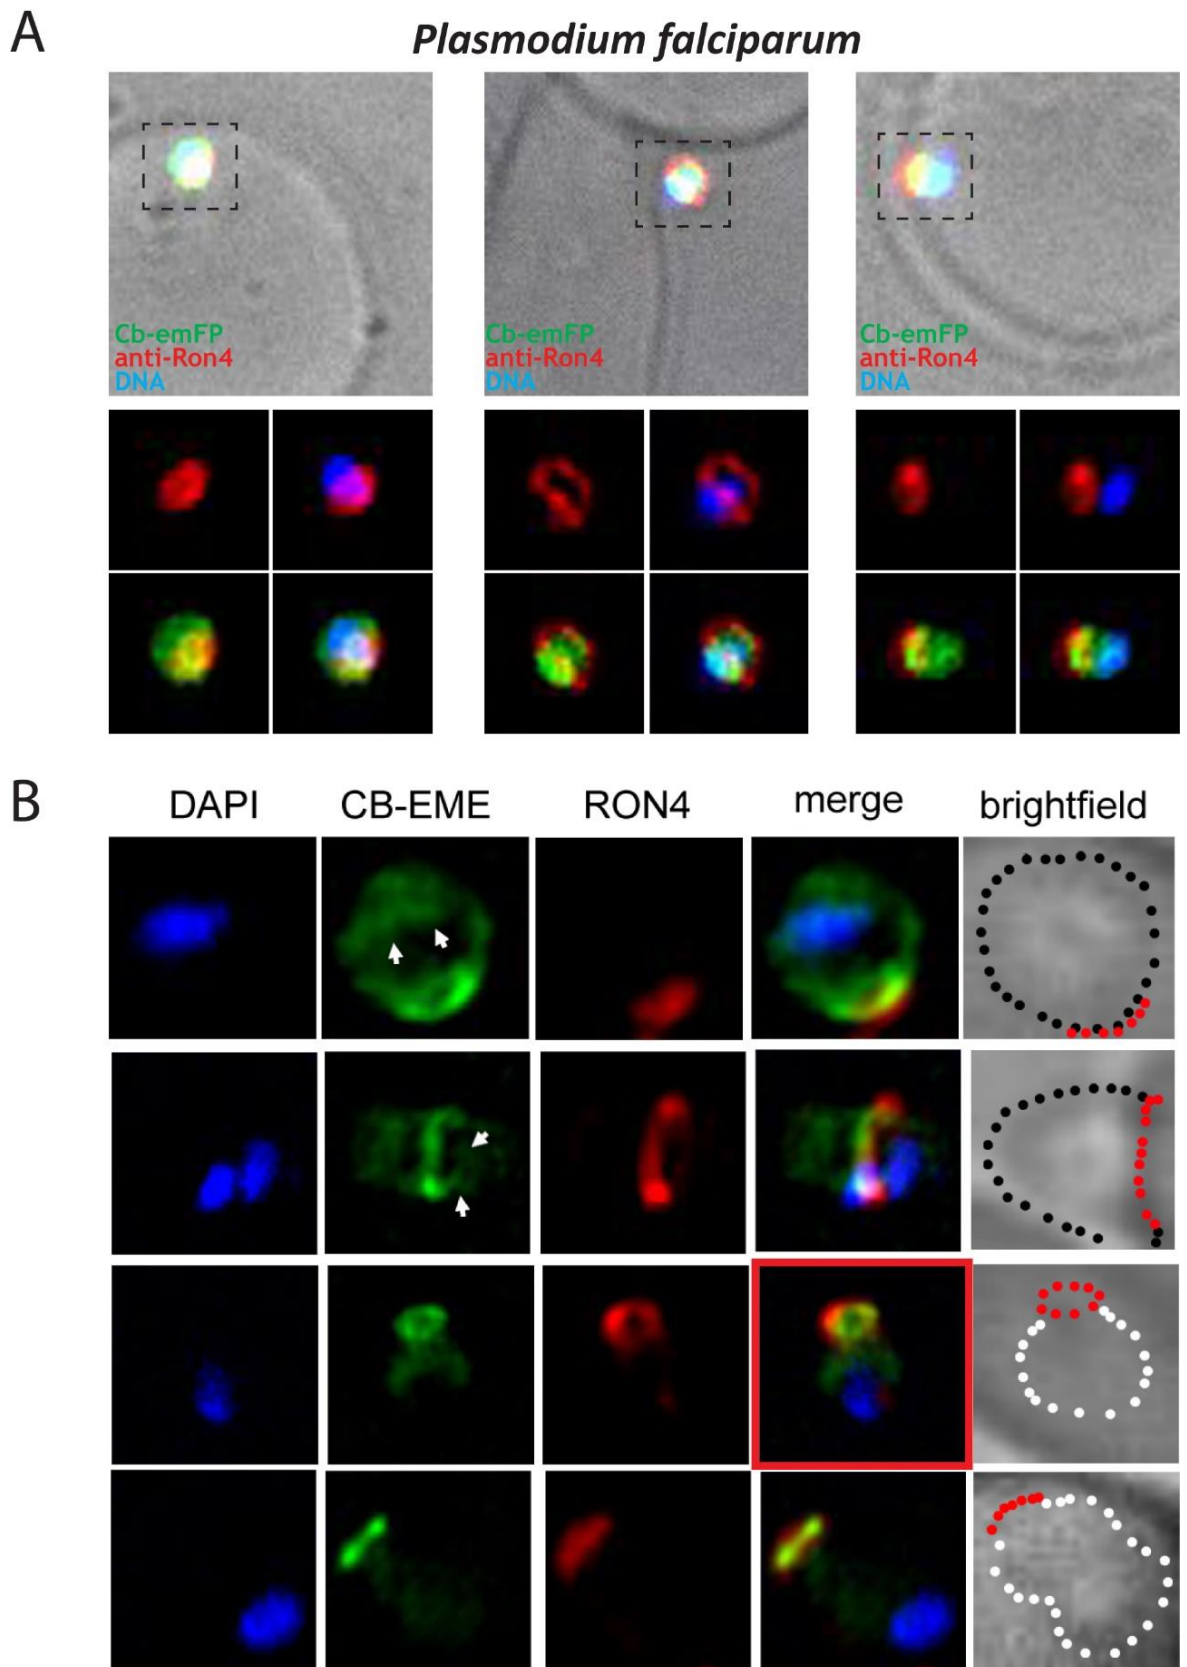 A
Plasmodium falciparum
Cb-emFP
anti-Ron4
DNA
Cb-emFP
anti-Ron4
DNA
Cb-emFP
anti-Ron4
DNA
B
DAPI
CB-EME
RON4
merge
brightfield